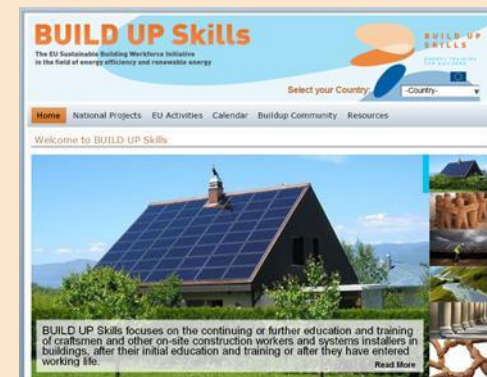 BUILD UP Skills
The EU Sustainable Building Workforce Initiative
in the field of energy efficiency and renewable energy
BUILD UP
SKILLS
ENERGY TRAINING
FOR BUILDERS
Select your Country:
-Country-
Home National Projects EU Activities Calendar Buildup Community Resources
Welcome to BUILD UP Skills
BUILD UP Skills focuses on the continuing or further education and training
of craftsmen and other on-site construction workers and systems installers in
buildings, after their initial education and training or after they have entered
working life.
Read More